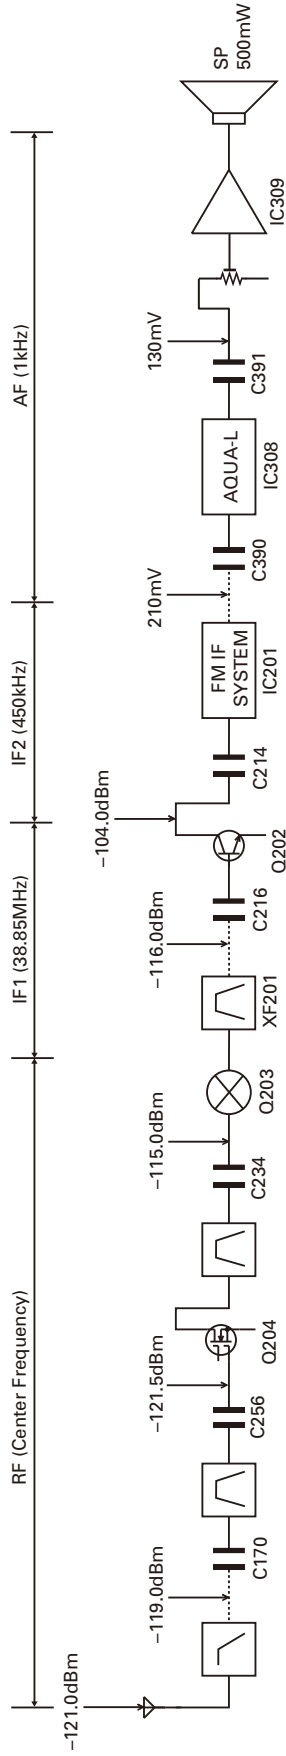 RF (Center Frequency)
IF1 (38.85MHz)
IF2 (450kHz)
AF (1kHz)
–121.0dBm
–119.0dBm
–121.5dBm
–115.0dBm
–116.0dBm
–104.0dBm
210mV
130mV
C170
C256
Q204
C234
Q203
XF201
C216
Q202
C214
FM IF
SYSTEM
IC201
C390
AQUA-L
IC308
C391
IC309
SP
500mW